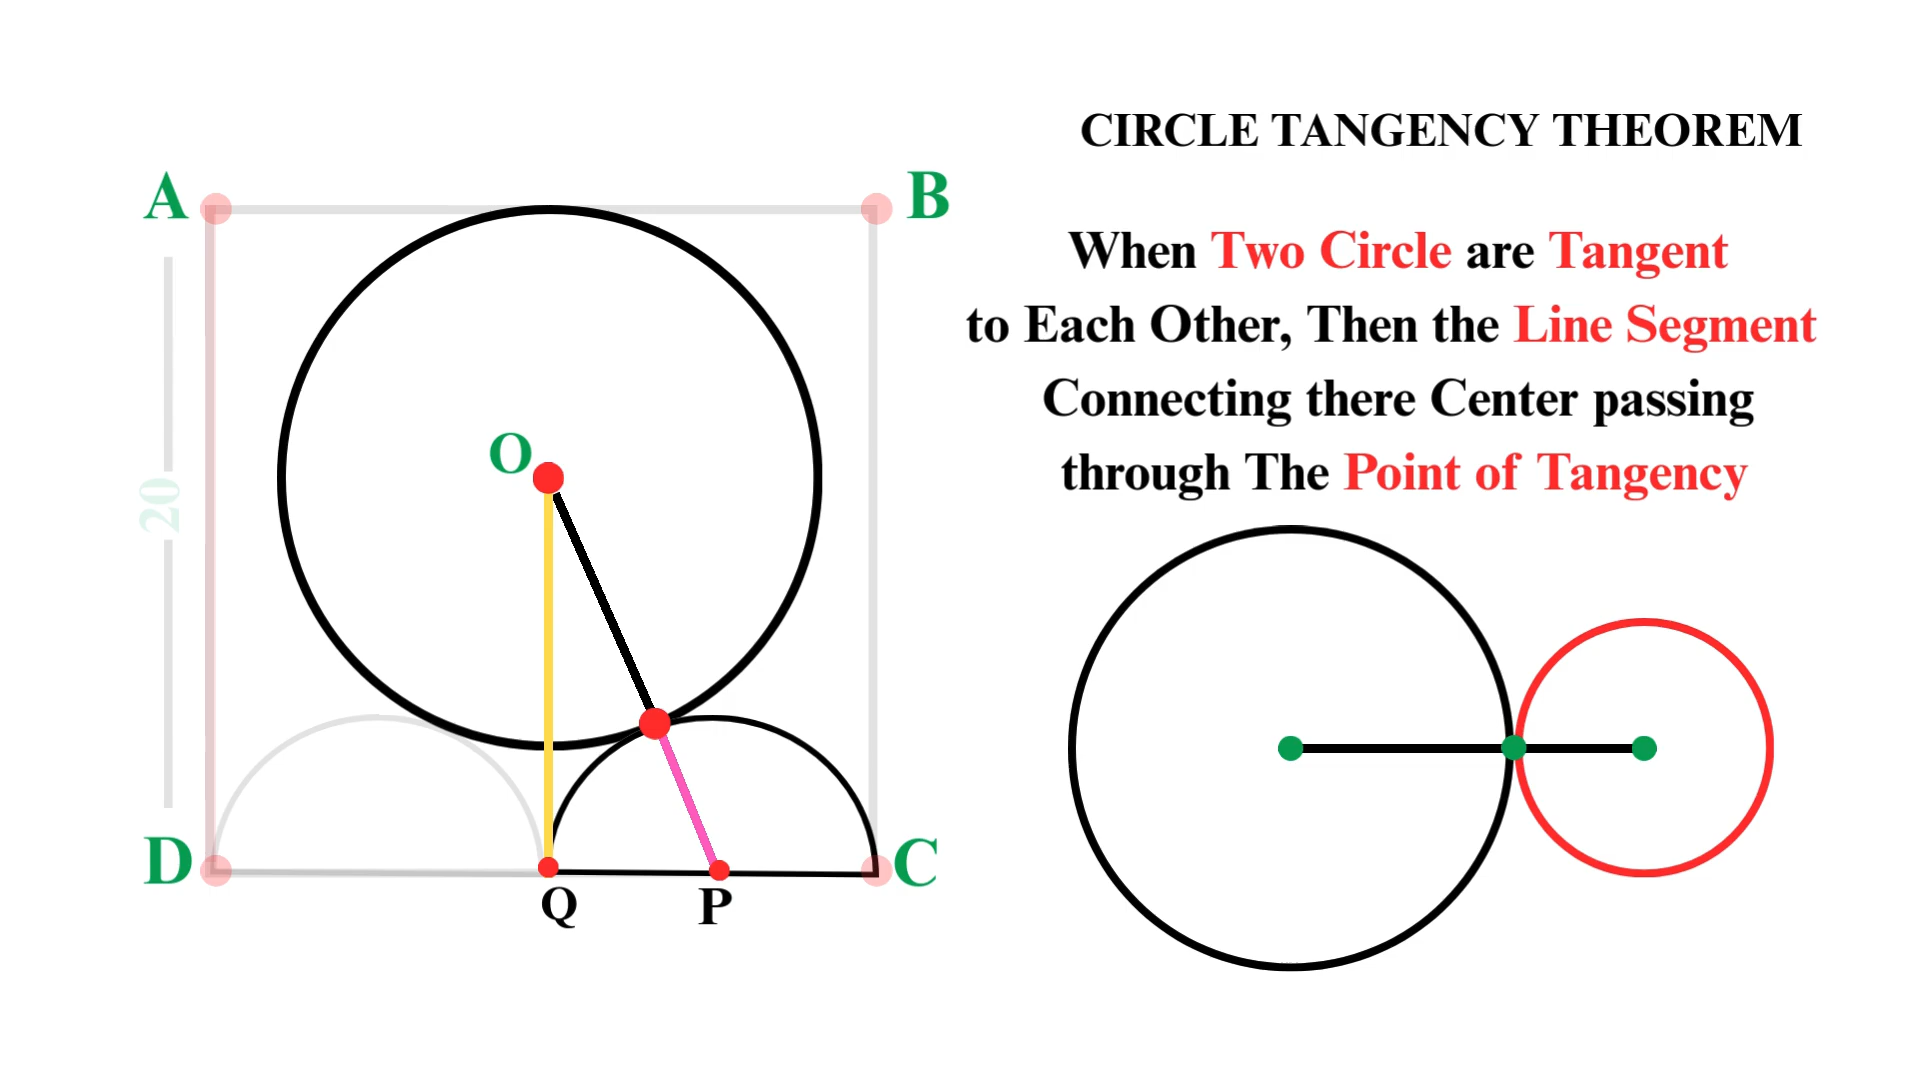 CIRCLE TANGENCY THEOREM
A
B
When Two Circle are Tangent
to Each Other, Then the Line Segment
Connecting there Center passing
through The Point of Tangency
O
20
D
C
Q
P